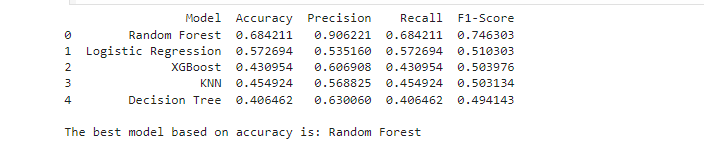 Model Accuracy Precision Recall F1-Score
0 Random Forest 0.684211 0.906221 0.684211 0.746303
1 Logistic Regression 0.572694 0.535160 0.572694 0.510303
2 XGBoost 0.430954 0.606908 0.430954 0.503976
3 KNN 0.454924 0.568825 0.454924 0.503134
4 Decision Tree 0.406462 0.630060 0.406462 0.494143
The best model based on accuracy is: Random Forest